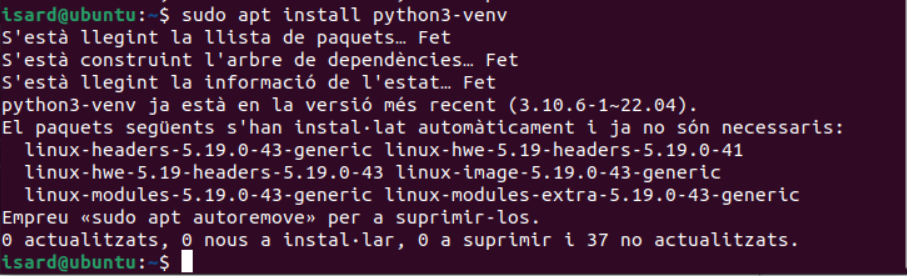 isard@ubuntu:~$ sudo apt install python3-venv
S'està llegint la llista de paquets… Fet
S'està construint l'arbre de dependències… Fet
S'està llegint la informació de l'estat… Fet
python3-venv ja està en la versió més recent (3.10.6-1~22.04).
El paquets següents s'han instal·lat automàticament i ja no són necessaris:
  linux-headers-5.19.0-43-generic linux-hwe-5.19-headers-5.19.0-41
  linux-hwe-5.19-headers-5.19.0-43 linux-image-5.19.0-43-generic
  linux-modules-5.19.0-43-generic linux-modules-extra-5.19.0-43-generic
Empreu «sudo apt autoremove» per a suprimir-los.
0 actualitzats, 0 nous a instal·lar, 0 a suprimir i 37 no actualitzats.
isard@ubuntu:~$